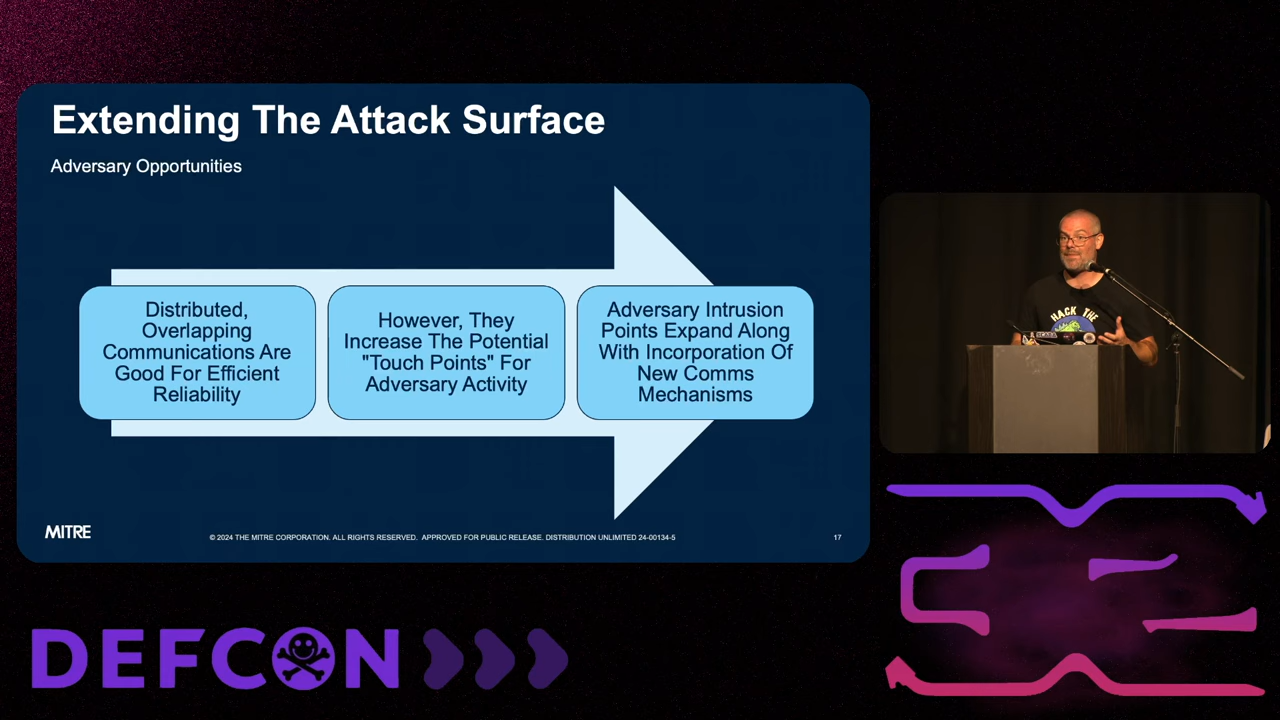 Extending The Attack Surface
Adversary Opportunities
Distributed,
Overlapping
Communications Are
Good For Efficient
Reliability
However, They
Increase The Potential
"Touch Points" For
Adversary Activity
Adversary Intrusion
Points Expand Along
With Incorporation Of
New Comms
Mechanisms
MITRE
© 2024 THE MITRE CORPORATION. ALL RIGHTS RESERVED. APPROVED FOR PUBLIC RELEASE. DISTRIBUTION UNLIMITED 24-00134-5
17
HACK THE
DEFCON